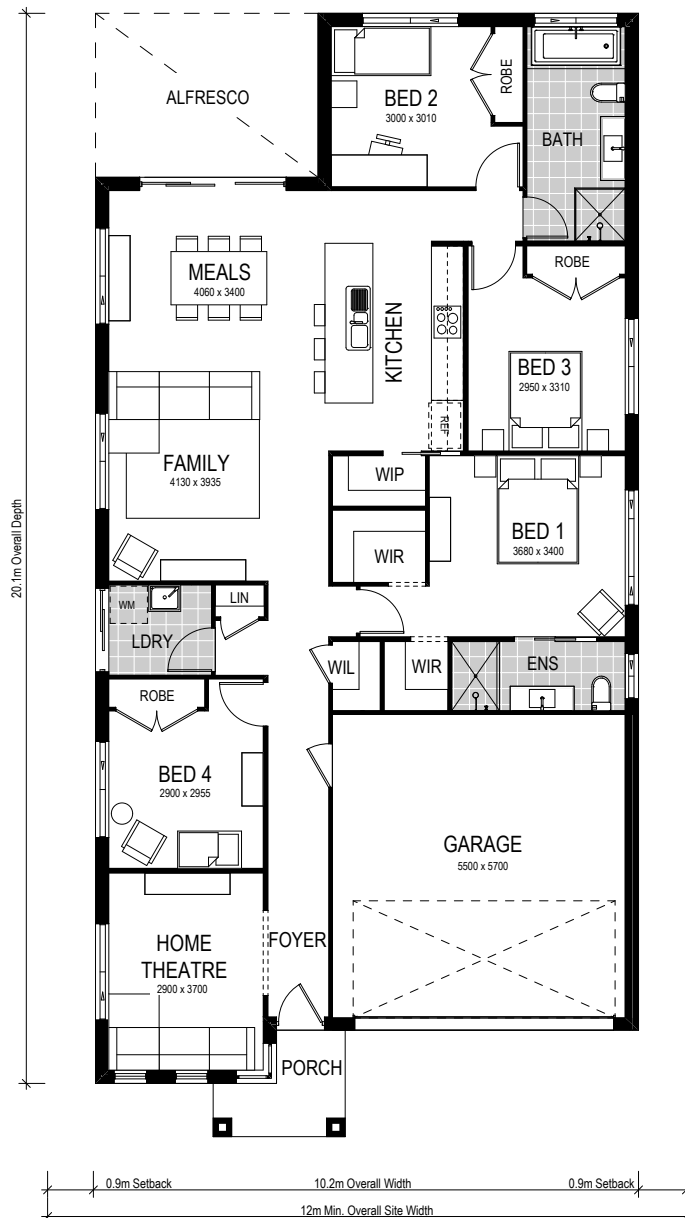 ALFRESCO
BED 2
3000 x 3010
ROBE
BATH
MEALS
4060 x 3400
KITCHEN
ROBE
BED 3
2950 x 3310
REF
FAMILY
4130 x 3935
WIP
BED 1
3680 x 3400
WIR
WM
LIN
LDRY
WIL
WIR
ENS
ROBE
BED 4
2900 x 2955
GARAGE
5500 x 5700
HOME
THEATRE
2900 x 3700
FOYER
PORCH
20.1m Overall Depth
0.9m Setback
10.2m Overall Width
0.9m Setback
12m Min. Overall Site Width